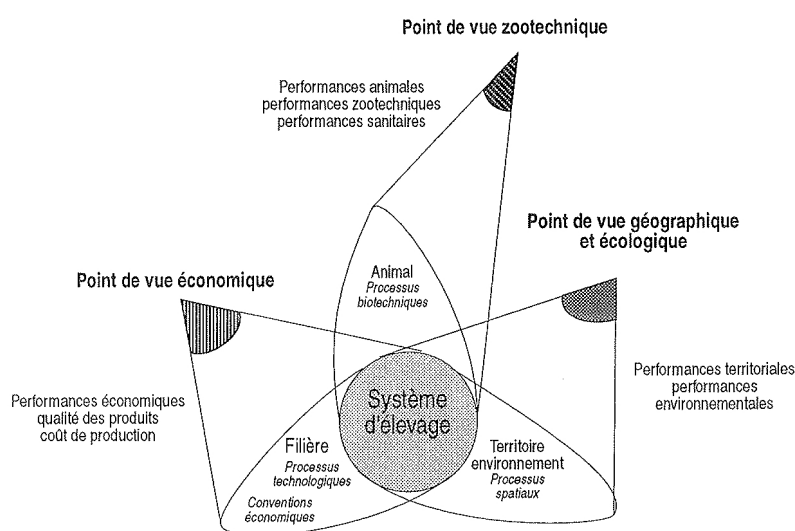 Point de vue zootechnique
Performances animales
performances zootechniques
performances sanitaires
Point de vue géographique
et écologique
Animal
Processus
biotechniques
Point de vue économique
Performances territoriales
performances
environnementales
Performances économiques
qualité des produits
coût de production
Système
d'élevage
Filière
Processus
technologiques
Conventions
économiques
Territoire
environnement
Processus
spatiaux